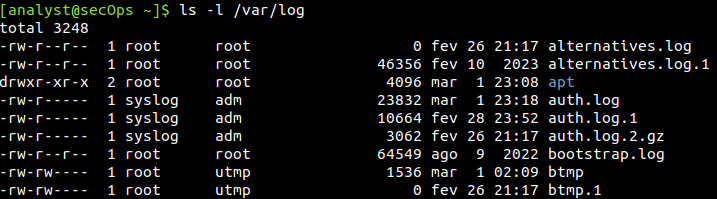 [analyst@secOps ~]$ ls -l /var/log
total 3248
-rw-r--r-- 1 root root 0 fev 26 21:17 alternatives.log
-rw-r--r-- 1 root root 46356 fev 10 2023 alternatives.log.1
drwxr-xr-x 2 root root 4096 mar 1 23:08 apt
-rw-r----- 1 syslog adm 23832 mar 1 23:18 auth.log
-rw-r----- 1 syslog adm 10664 fev 28 23:52 auth.log.1
-rw-r----- 1 syslog adm 3062 fev 26 21:17 auth.log.2.gz
-rw-r--r-- 1 root root 64549 ago 9 2022 bootstrap.log
-rw-rw---- 1 root utmp 1536 mar 1 02:09 btmp
-rw-rw---- 1 root utmp 0 fev 26 21:17 btmp.1